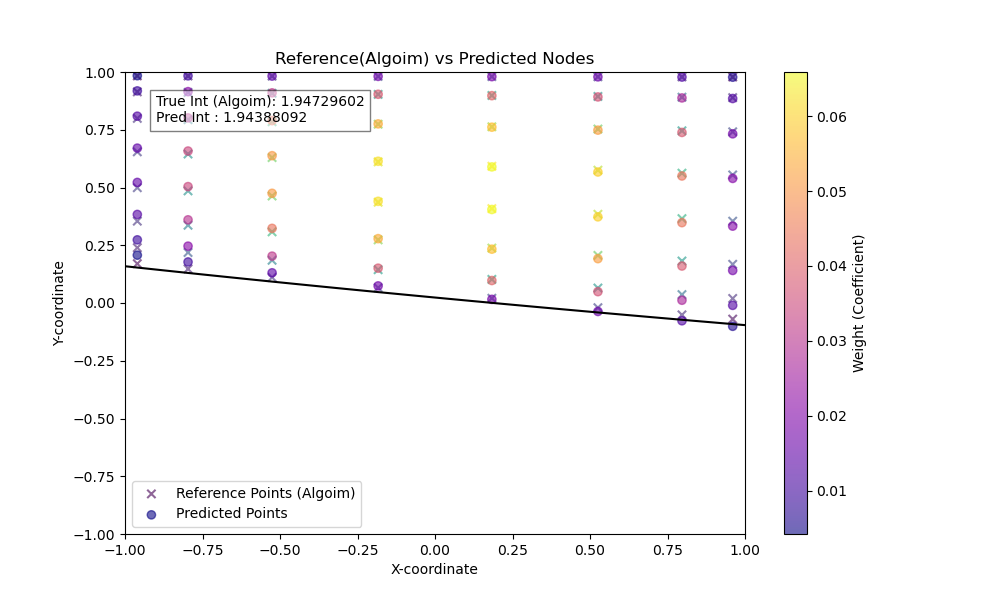 Reference(Algoim) vs Predicted Nodes
True Int (Algoim): 1.94729602
Pred Int : 1.94388092
1.00
0.75
0.50
0.25
0.00
−0.25
−0.50
−0.75
−1.00
Y-coordinate
Reference Points (Algoim)
Predicted Points
−1.00 −0.75 −0.50 −0.25 0.00 0.25 0.50 0.75 1.00
X-coordinate
0.06
0.05
0.04
0.03
0.02
0.01
Weight (Coefficient)